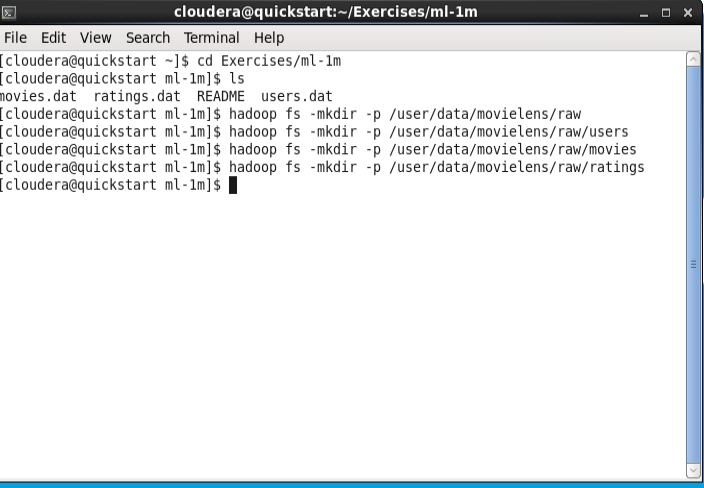 cloudera@quickstart:~/Exercises/ml-1m
File Edit View Search Terminal Help
[cloudera@quickstart ~]$ cd Exercises/ml-1m
[cloudera@quickstart ml-1m]$ ls
movies.dat ratings.dat README users.dat
[cloudera@quickstart ml-1m]$ hadoop fs -mkdir -p /user/data/movielens/raw
[cloudera@quickstart ml-1m]$ hadoop fs -mkdir -p /user/data/movielens/raw/users
[cloudera@quickstart ml-1m]$ hadoop fs -mkdir -p /user/data/movielens/raw/movies
[cloudera@quickstart ml-1m]$ hadoop fs -mkdir -p /user/data/movielens/raw/ratings
[cloudera@quickstart ml-1m]$